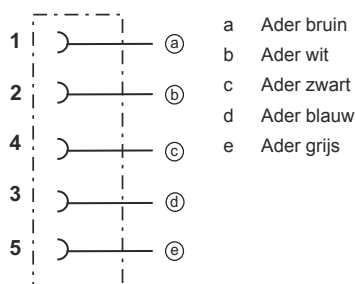 1 ⓐ
2 ⓑ
4 ⓒ
3 ⓓ
5 ⓔ
a Ader bruin
b Ader wit
c Ader zwart
d Ader blauw
e Ader grijs